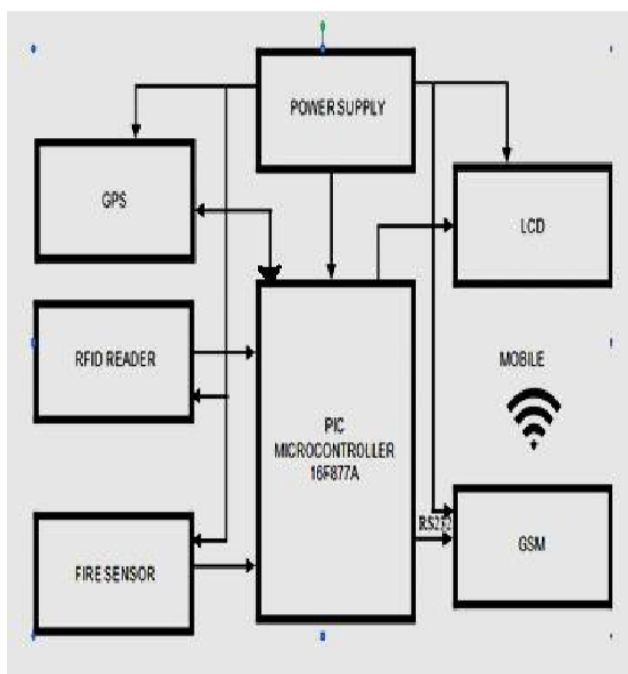 POWER SUPPLY
GPS
LCD
RFID READER
MOBILE
PIC
MICROCONTROLLER
16F877A
RS232
GSM
FIRE SENSOR